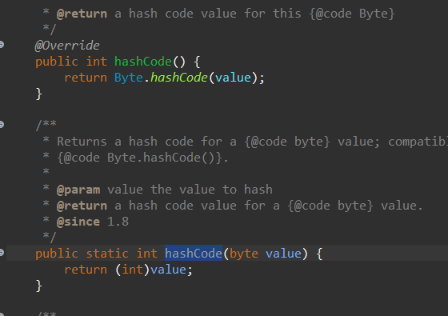 * @return a hash code value for this {@code Byte}
*/
@Override
public int hashCode() {
return Byte.hashCode(value);
}
/**
* Returns a hash code for a {@code byte} value; compatibl
* {@code Byte.hashCode()}.
*
* @param value the value to hash
* @return a hash code value for a {@code byte} value.
* @since 1.8
*/
public static int hashCode(byte value) {
return (int)value;
}
/**